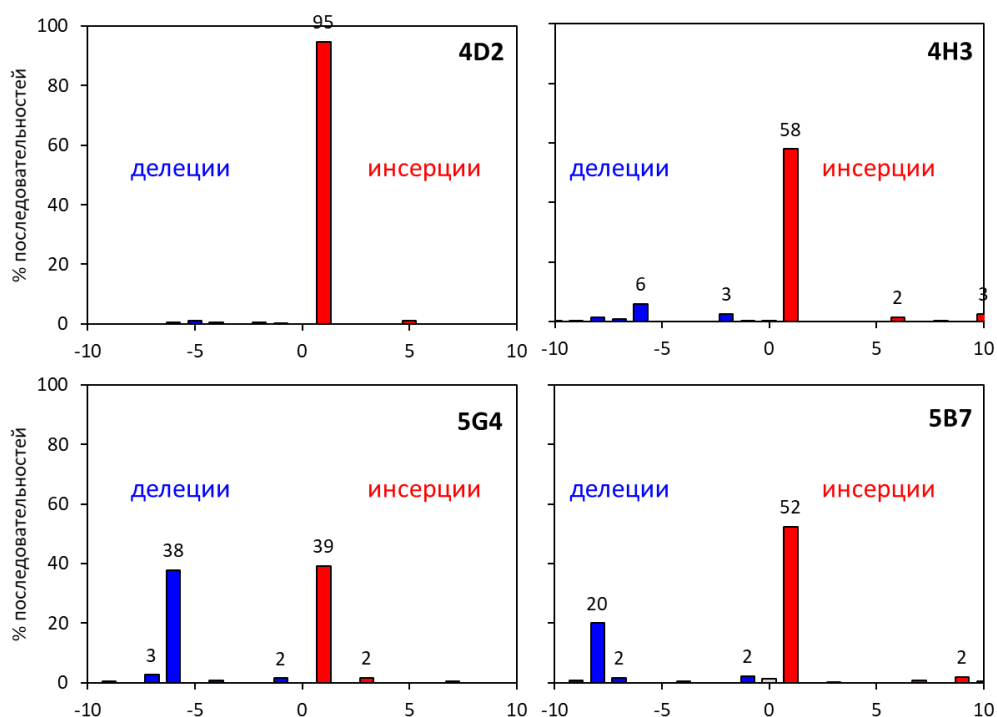 % последовательностей
100
80
60
40
20
0
-10 -5 0 5 10
95
4D2
делеции инсерции
-10 -5 0 5 10
58
4H3
делеции инсерции
6 3 2 3
% последовательностей
100
80
60
40
20
0
-10 -5 0 5 10
5G4
делеции инсерции
3 38 2 39 2
-10 -5 0 5 10
5B7
делеции инсерции
20 2 2 52 2